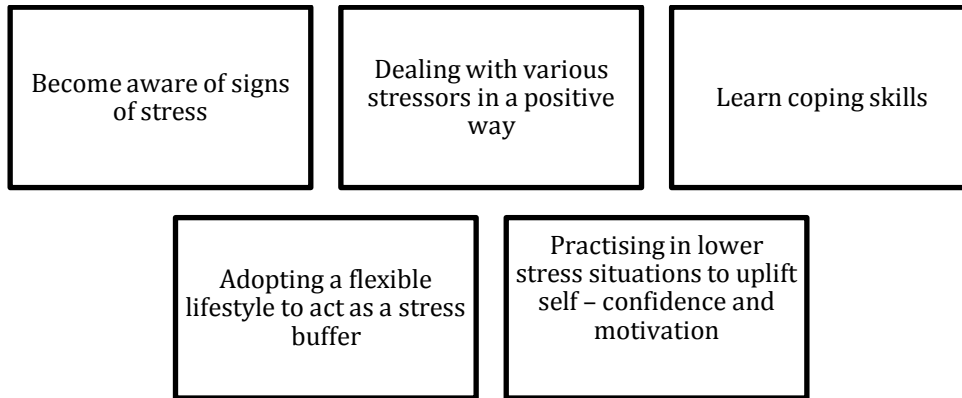 Become aware of signs
of stress
Dealing with various
stressors in a positive
way
Learn coping skills
Adopting a flexible
lifestyle to act as a stress
buffer
Practising in lower
stress situations to uplift
self – confidence and
motivation